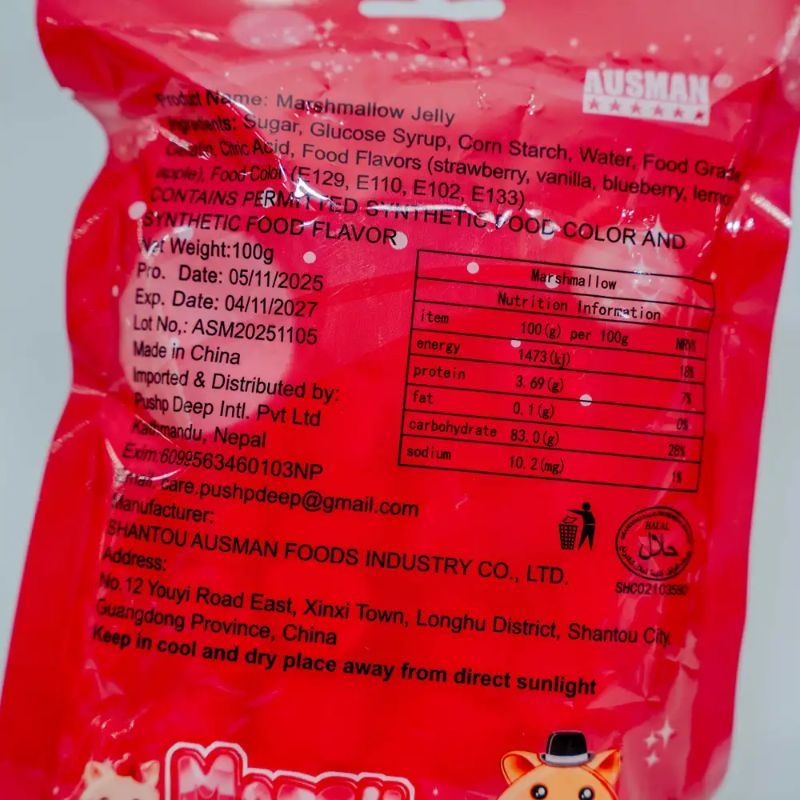 AUSMAN
Product Name: Marshmallow Jelly
Ingredients: Sugar, Glucose Syrup, Corn Starch, Water, Food Grade
Gelatin, Citric Acid, Food Flavors (strawberry, vanilla, blueberry, lemon
apple), Food Color (E129, E110, E102, E133)
CONTAINS PERMITTED SYNTHETIC FOOD COLOR AND
SYNTHETIC FOOD FLAVOR
Net Weight:100g
Pro. Date: 05/11/2025
Exp. Date: 04/11/2027
Lot No,: ASM20251105
Made in China
Imported & Distributed by:
Pushp Deep Intl. Pvt Ltd
Kathmandu, Nepal
Exim:6099563460103NP
Email: care.pushpdeep@gmail.com
Manufacturer:
SHANTOU AUSMAN FOODS INDUSTRY CO., LTD.
Address:
No.12 Youyi Road East, Xinxi Town, Longhu District, Shantou City,
Guangdong Province, China
Keep in cool and dry place away from direct sunlight
Marshmallow
Nutrition Information
item 100(g) per 100g NRV%
energy 1473(kj) 18%
protein 3.69(g) 7%
fat 0.1(g) 0%
carbohydrate 83.0(g) 28%
sodium 10.2(mg) 1%
HALAL
حلال